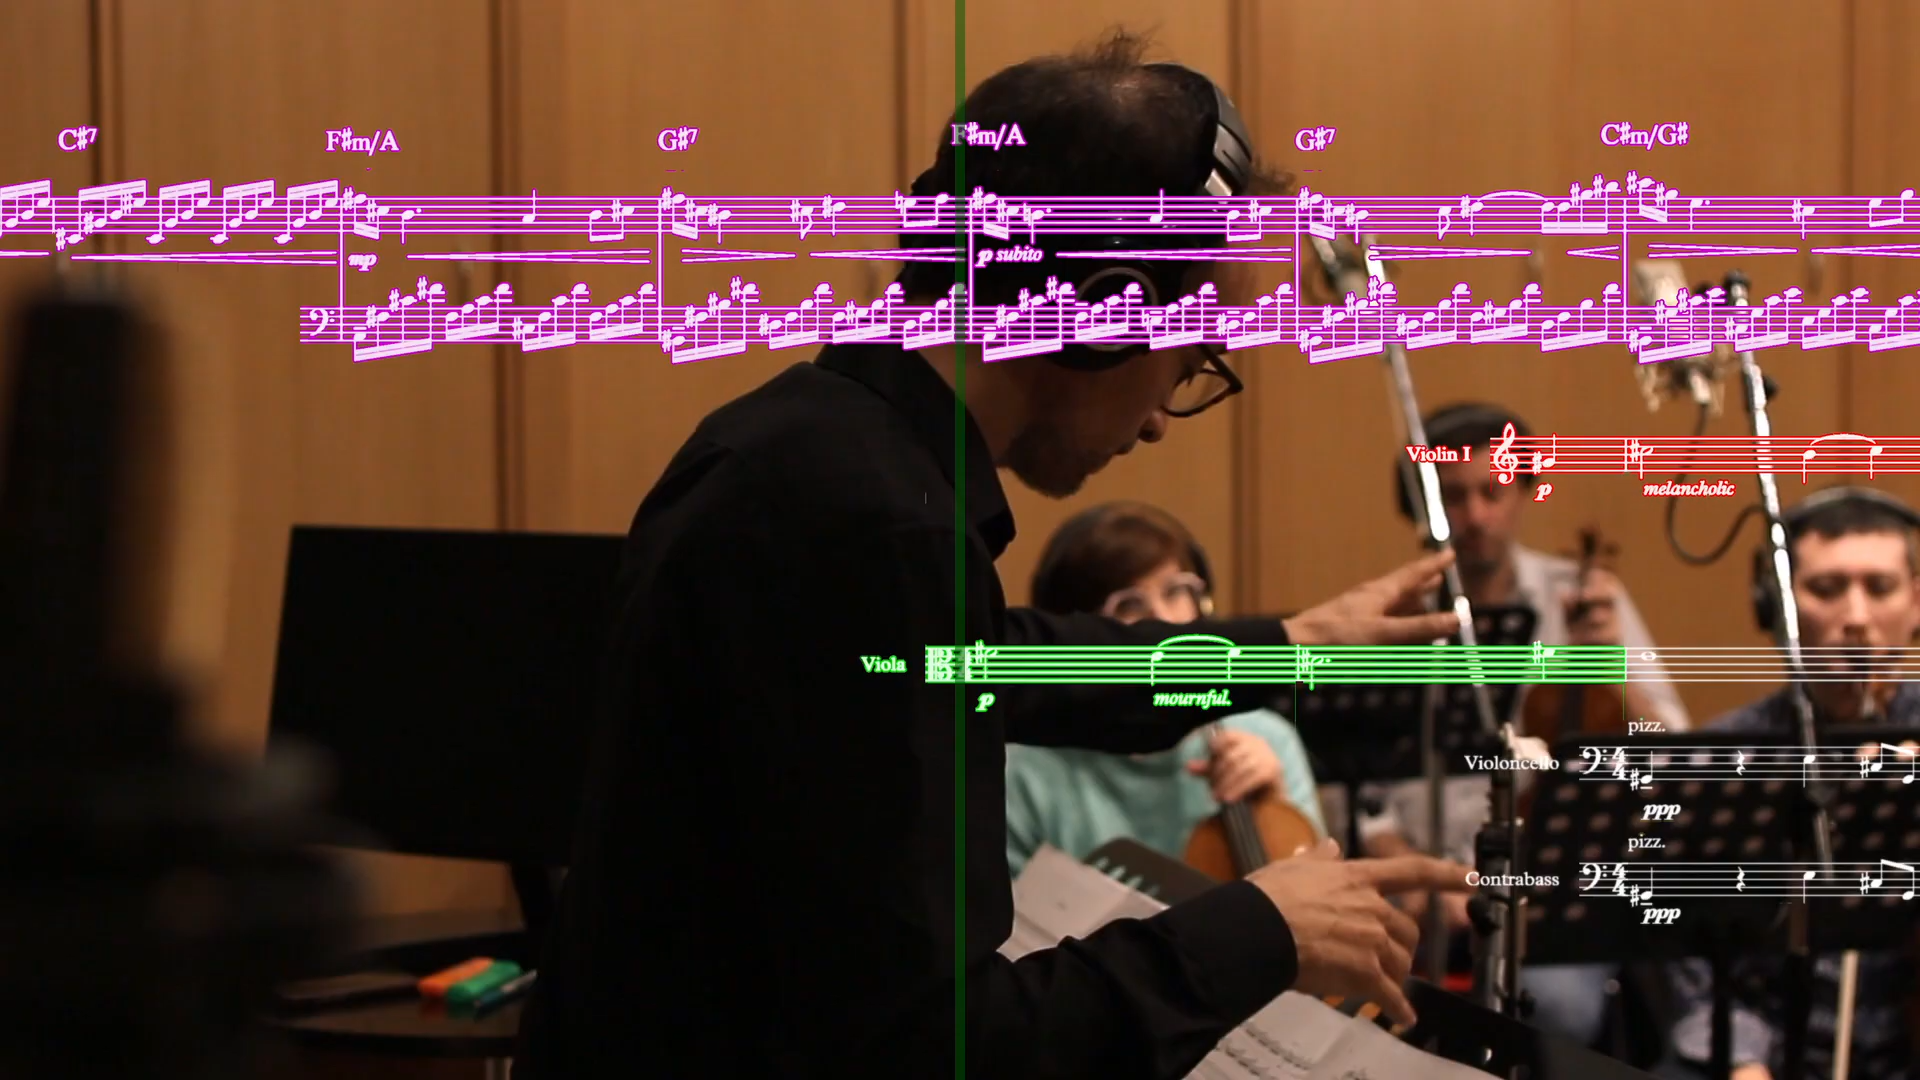 C#7 F#m/A G#7 F#m/A G#7 C#m/G#
mp p subito
Violin I
p melancholic
Viola
p mournful.
pizz.
Violoncello
ppp
pizz.
Contrabass
ppp